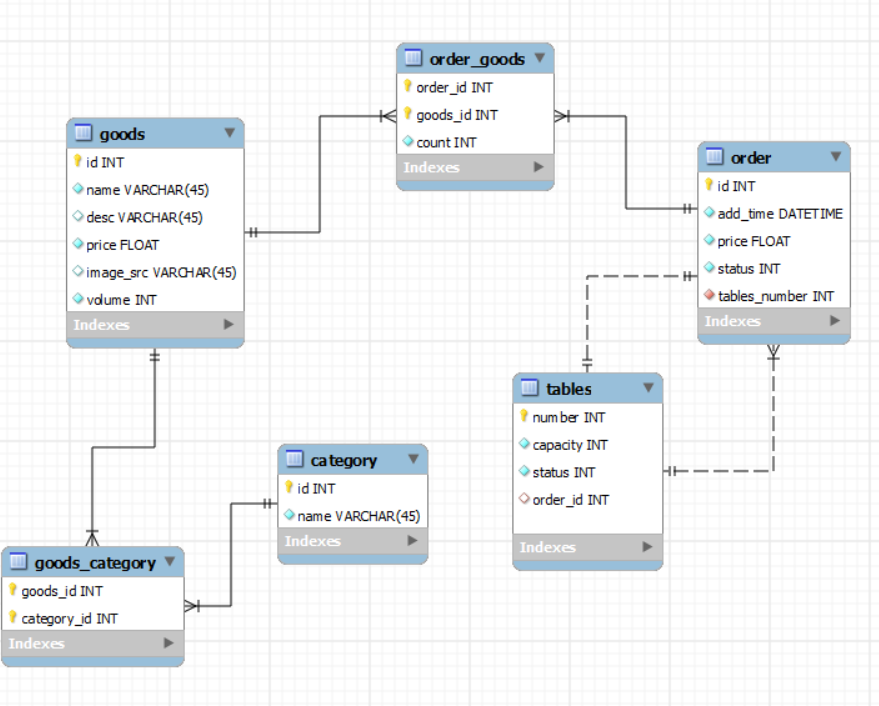 order_goods
order_id INT
goods_id INT
count INT
Indexes
goods
id INT
name VARCHAR(45)
desc VARCHAR(45)
price FLOAT
image_src VARCHAR(45)
volume INT
Indexes
order
id INT
add_time DATETIME
price FLOAT
status INT
tables_number INT
Indexes
tables
number INT
capacity INT
status INT
order_id INT
Indexes
category
id INT
name VARCHAR(45)
Indexes
goods_category
goods_id INT
category_id INT
Indexes